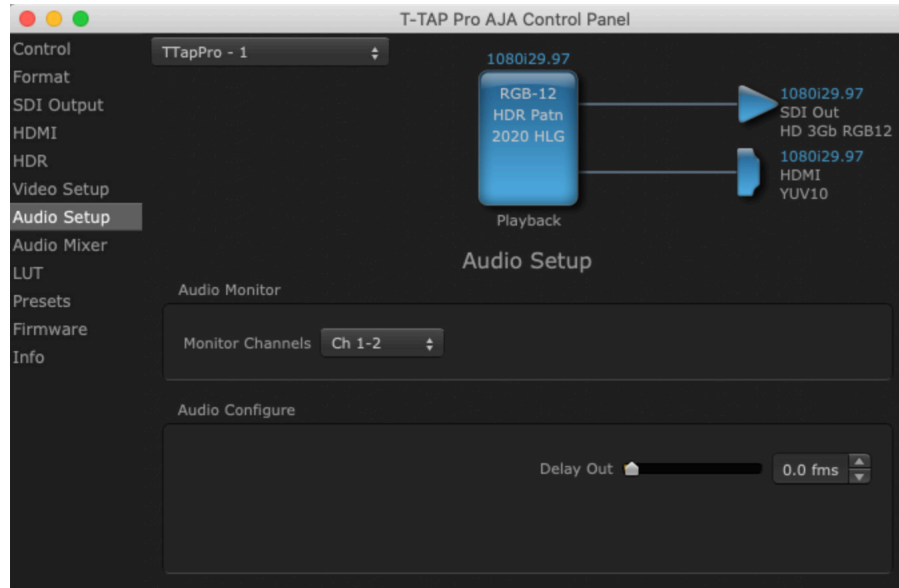 T-TAP Pro AJA Control Panel
Control
Format
SDI Output
HDMI
HDR
Video Setup
Audio Setup
Audio Mixer
LUT
Presets
Firmware
Info
TTapPro - 1
1080i29.97
RGB-12
HDR Patn
2020 HLG
Playback
1080i29.97
SDI Out
HD 3Gb RGB12
1080i29.97
HDMI
YUV10
Audio Setup
Audio Monitor
Monitor Channels Ch 1-2
Audio Configure
Delay Out 0.0 fms